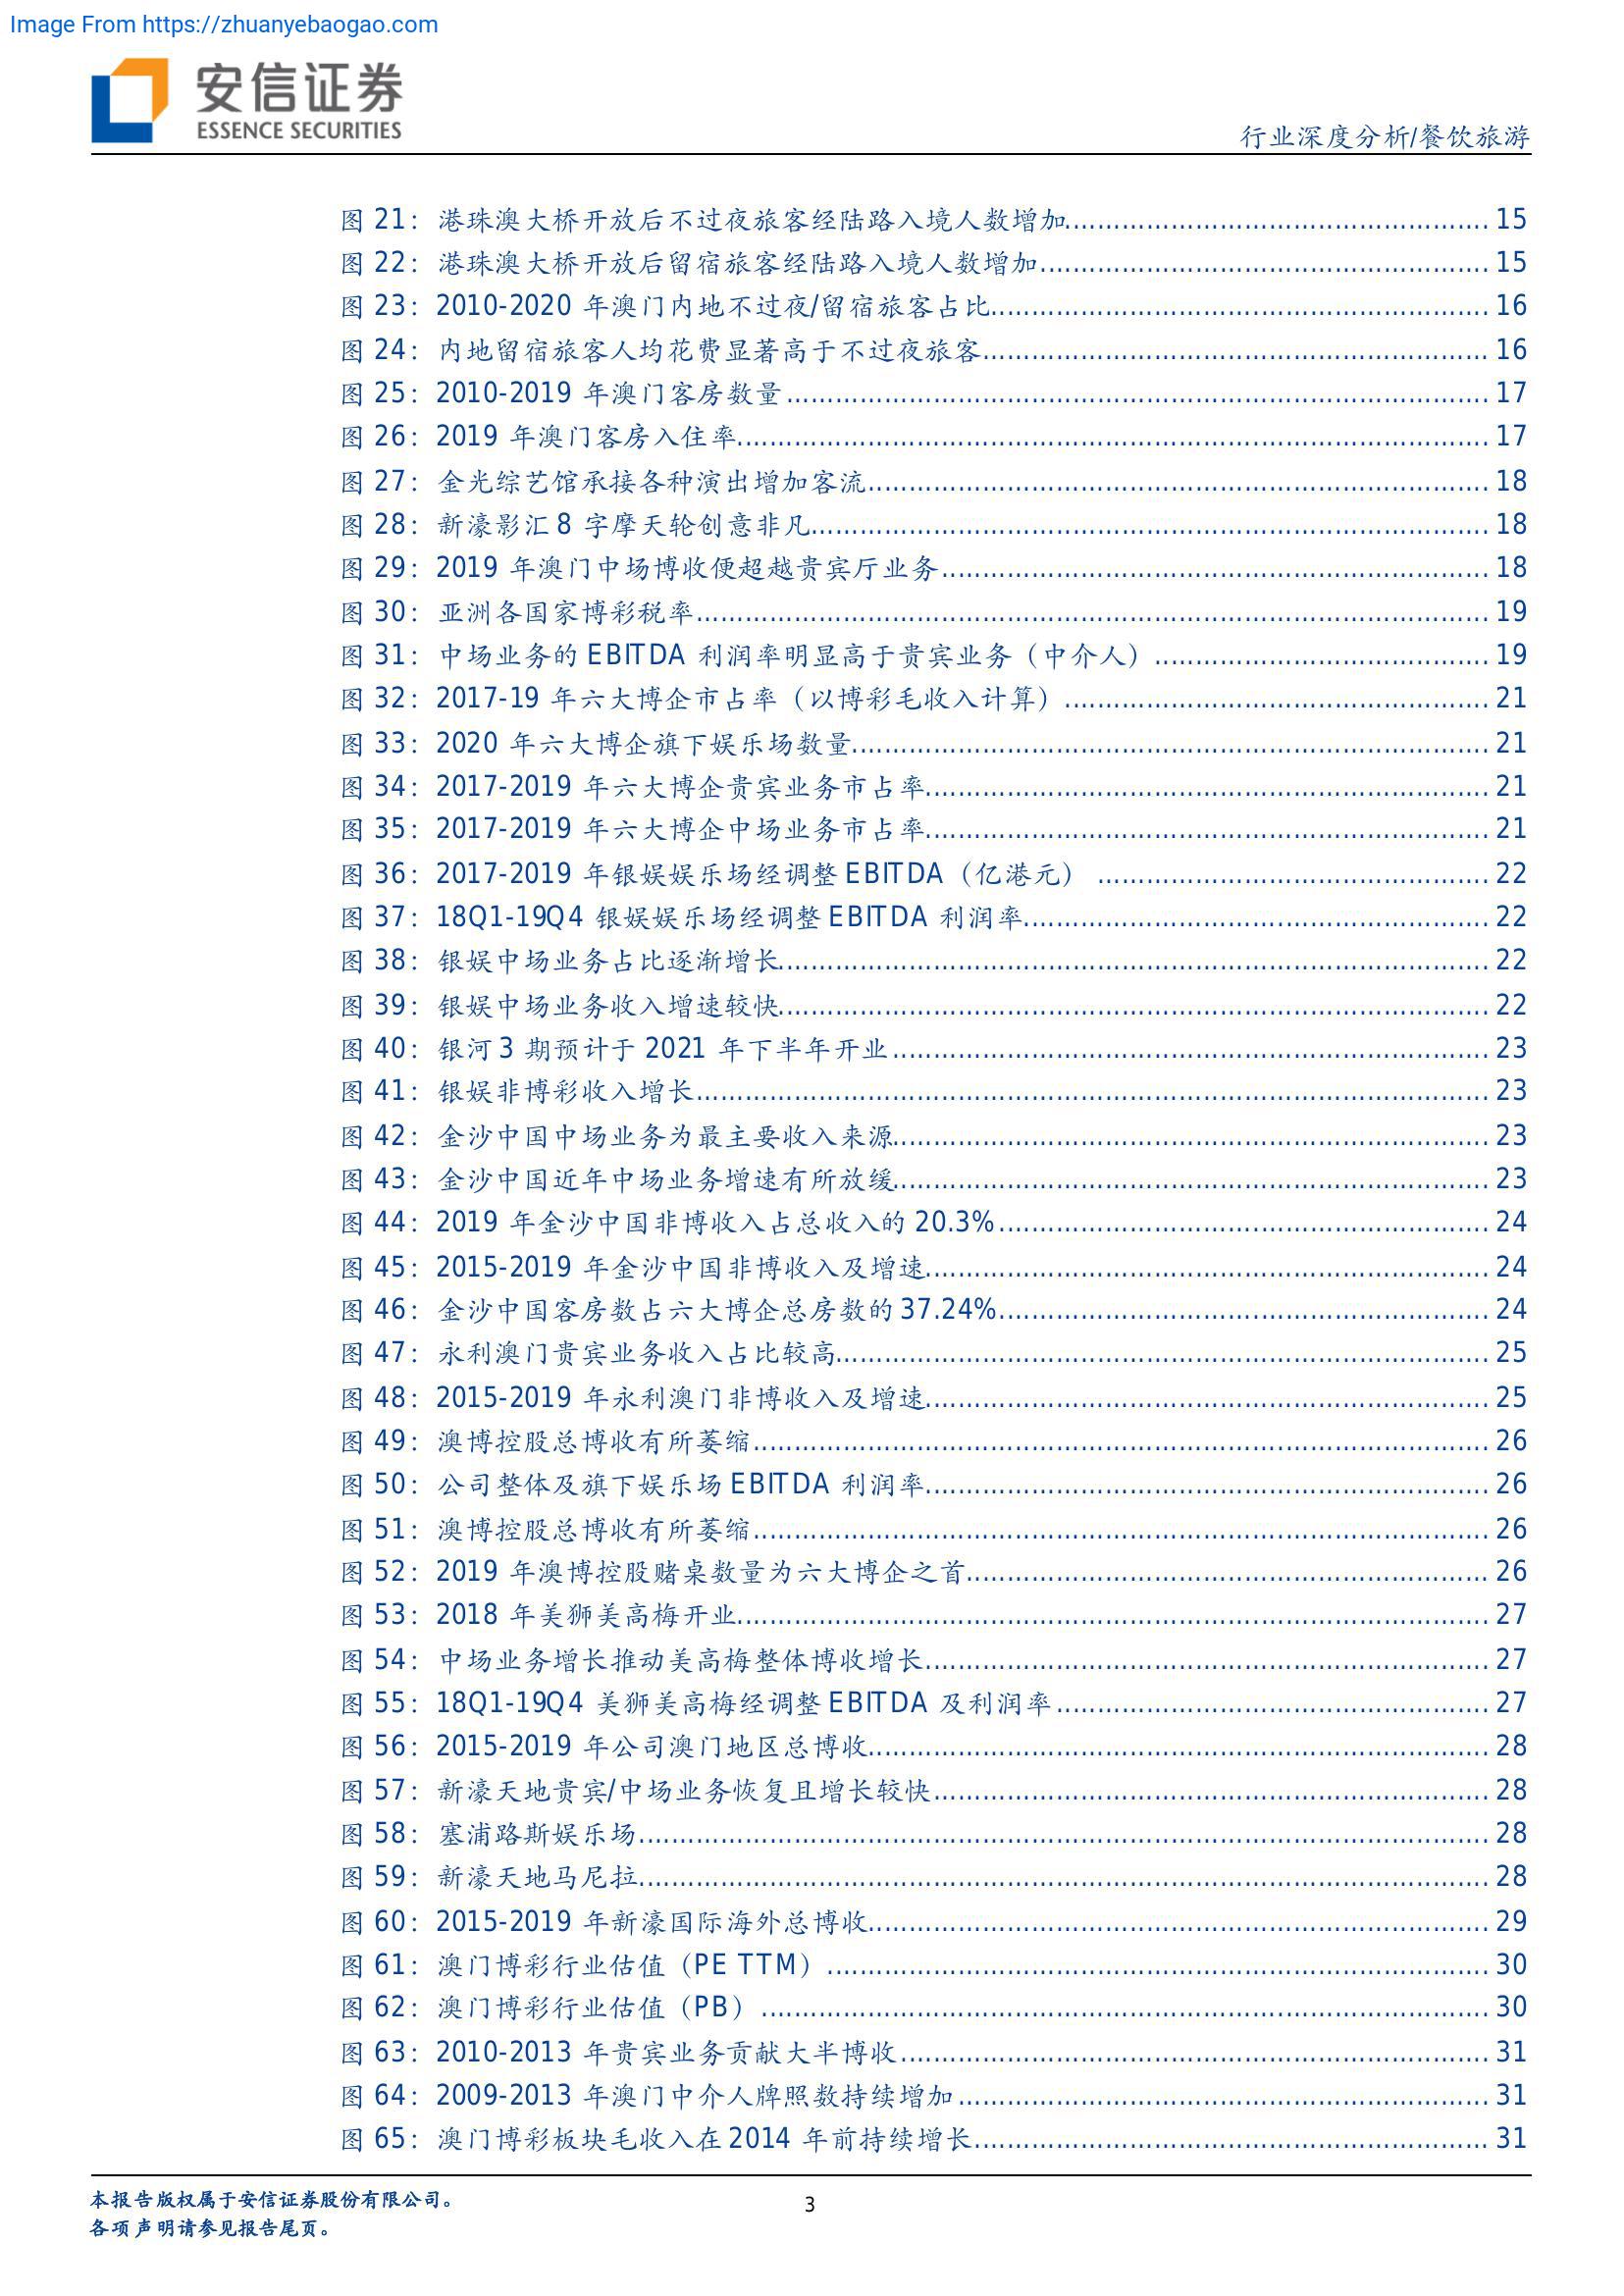 Image From https://zhuanyebaogao.com
安信证券
ESSENCE SECURITIES
行业深度分析/餐饮旅游
图 21：港珠澳大桥开放后不过夜旅客经陆路入境人数增加 15
图 22：港珠澳大桥开放后留宿旅客经陆路入境人数增加 15
图 23：2010-2020 年澳门内地不过夜/留宿旅客占比 16
图 24：内地留宿旅客人均花费显著高于不过夜旅客 16
图 25：2010-2019 年澳门客房数量 17
图 26：2019 年澳门客房入住率 17
图 27：金光综艺馆承接各种演出增加客流 18
图 28：新濠影汇 8 字摩天轮创意非凡 18
图 29：2019 年澳门中场博收便超越贵宾厅业务 18
图 30：亚洲各国家博彩税率 19
图 31：中场业务的 EBITDA 利润率明显高于贵宾业务（中介人） 19
图 32：2017-19 年六大博企市占率（以博彩毛收入计算） 21
图 33：2020 年六大博企旗下娱乐场数量 21
图 34：2017-2019 年六大博企贵宾业务市占率 21
图 35：2017-2019 年六大博企中场业务市占率 21
图 36：2017-2019 年银娱娱乐场经调整 EBITDA（亿港元） 22
图 37：18Q1-19Q4 银娱娱乐场经调整 EBITDA 利润率 22
图 38：银娱中场业务占比逐渐增长 22
图 39：银娱中场业务收入增速较快 22
图 40：银河 3 期预计于 2021 年下半年开业 23
图 41：银娱非博彩收入增长 23
图 42：金沙中国中场业务为最主要收入来源 23
图 43：金沙中国近年中场业务增速有所放缓 23
图 44：2019 年金沙中国非博收入占总收入的 20.3% 24
图 45：2015-2019 年金沙中国非博收入及增速 24
图 46：金沙中国客房数占六大博企总房数的 37.24% 24
图 47：永利澳门贵宾业务收入占比较高 25
图 48：2015-2019 年永利澳门非博收入及增速 25
图 49：澳博控股总博收有所萎缩 26
图 50：公司整体及旗下娱乐场 EBITDA 利润率 26
图 51：澳博控股总博收有所萎缩 26
图 52：2019 年澳博控股赌桌数量为六大博企之首 26
图 53：2018 年美狮美高梅开业 27
图 54：中场业务增长推动美高梅整体博收增长 27
图 55：18Q1-19Q4 美狮美高梅经调整 EBITDA 及利润率 27
图 56：2015-2019 年公司澳门地区总博收 28
图 57：新濠天地贵宾/中场业务恢复且增长较快 28
图 58：塞浦路斯娱乐场 28
图 59：新濠天地马尼拉 28
图 60：2015-2019 年新濠国际海外总博收 29
图 61：澳门博彩行业估值（PE TTM） 30
图 62：澳门博彩行业估值（PB） 30
图 63：2010-2013 年贵宾业务贡献大半博收 31
图 64：2009-2013 年澳门中介人牌照数持续增加 31
图 65：澳门博彩板块毛收入在 2014 年前持续增长 31
本报告版权属于安信证券股份有限公司。
3
各项声明请参见报告尾页。